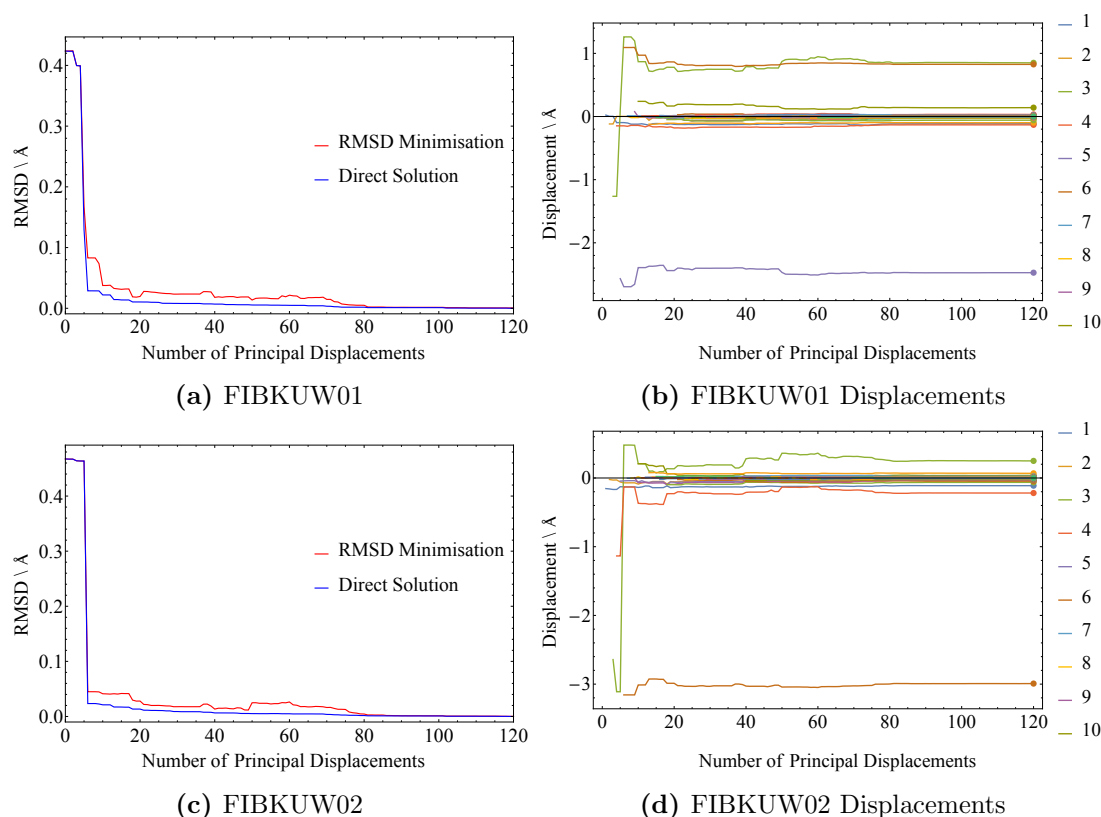 RMSD \ Å
0.4
0.3
0.2
0.1
0.0
RMSD Minimisation
Direct Solution
0 20 40 60 80 100 120
Number of Principal Displacements
(a) FIBKUW01
Displacement \ Å
1
0
−1
−2
0 20 40 60 80 100 120
Number of Principal Displacements
1
2
3
4
5
6
7
8
9
10
(b) FIBKUW01 Displacements
RMSD \ Å
0.4
0.3
0.2
0.1
0.0
RMSD Minimisation
Direct Solution
0 20 40 60 80 100 120
Number of Principal Displacements
(c) FIBKUW02
Displacement \ Å
0
−1
−2
−3
0 20 40 60 80 100 120
Number of Principal Displacements
1
2
3
4
5
6
7
8
9
10
(d) FIBKUW02 Displacements